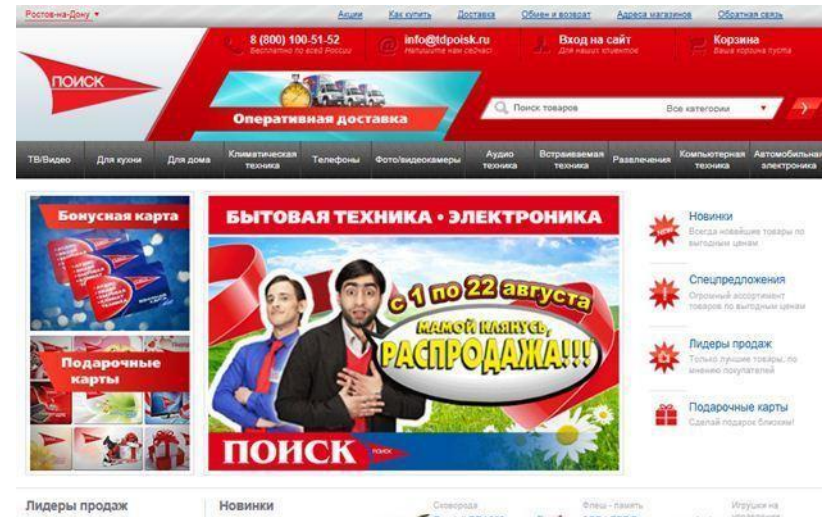 Ростов-на-Дону
Акции
Как купить
Доставка
Обмен и возврат
Адреса магазинов
Обратная связь
8 (800) 100-51-52
Бесплатно по всей России
info@tdpoisk.ru
Напишите нам сейчас!
Вход на сайт
Для наших клиентов
Корзина
Ваша корзина пуста
ПОИСК
Оперативная доставка
Поиск товаров
Все категории
ТВ/Видео
Для кухни
Для дома
Климатическая
техника
Телефоны
Фото/видеокамеры
Аудио
техника
Встраиваемая
техника
Развлечения
Компьютерная
техника
Автомобильная
электроника
Бонусная карта
Подарочные
карты
БЫТОВАЯ ТЕХНИКА • ЭЛЕКТРОНИКА
с 1 по 22 августа
МАМОЙ КЛЯНУСЬ,
РАСПРОДАЖА!!!
ПОИСК
ПОИСК
NEW
Новинки
Всегда новейшие товары по
выгодным ценам
Спецпредложения
Огромный ассортимент
товаров по выгодным ценам
Лидеры продаж
Только лучшие товары, по
мнению покупателей
Подарочные карты
Сделай подарок близким!
Лидеры продаж
Новинки
Сковорода
Флеш - память
Игрушки на